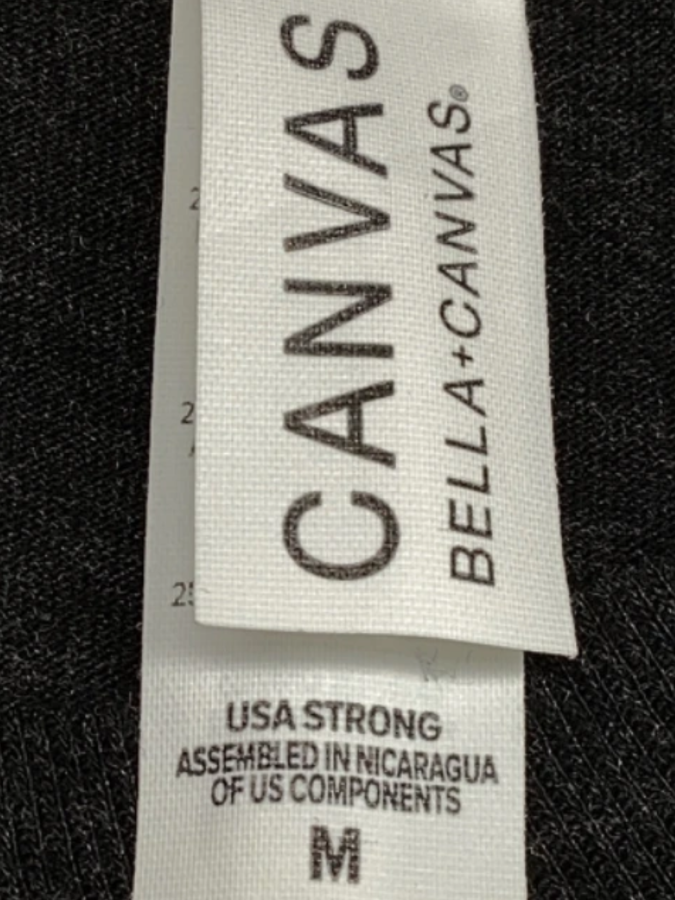 CANVAS
BELLA+CANVAS®
USA STRONG
ASSEMBLED IN NICARAGUA
OF US COMPONENTS
M